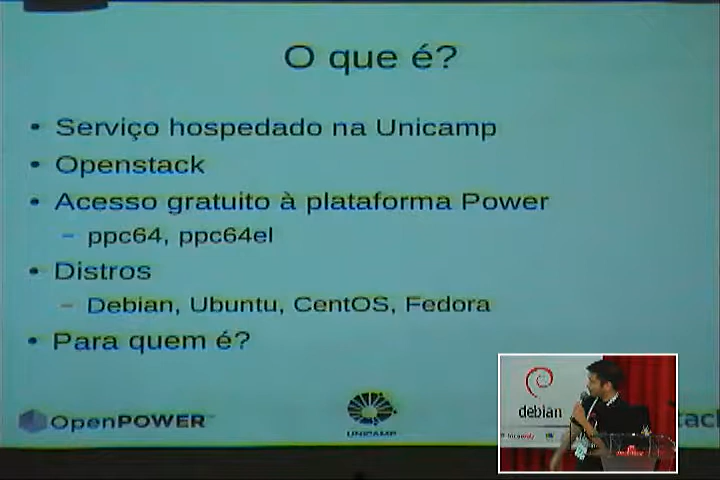 O que é?
• Serviço hospedado na Unicamp
• Openstack
• Acesso gratuito à plataforma Power
– ppc64, ppc64el
• Distros
– Debian, Ubuntu, CentOS, Fedora
• Para quem é?
debian
OpenPOWER™
UNICAMP